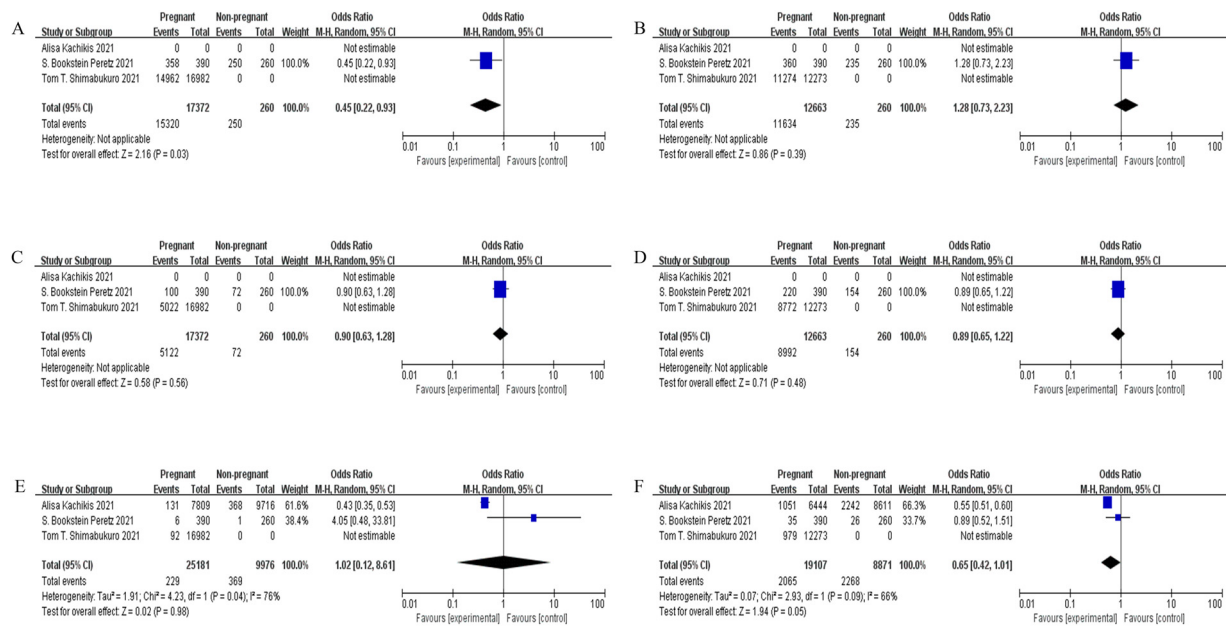 A
Pregnant Non-pregnant Odds Ratio Odds Ratio
Study or Subgroup Events Total Events Total Weight M-H, Random, 95% CI M-H, Random, 95% CI
Alisa Kachikis 2021 0 0 0 0 Not estimable
S. Bookstein Peretz 2021 358 390 250 260 100.0% 0.45 [0.22, 0.93]
Tom T. Shimabukuro 2021 14962 16982 0 0 Not estimable
Total (95% CI) 17372 260 100.0% 0.45 [0.22, 0.93]
Total events 15320 250
Heterogeneity: Not applicable
Test for overall effect: Z = 2.16 (P = 0.03)
0.01 0.1 1 10 100
Favours [experimental] Favours [control]
B
Pregnant Non-pregnant Odds Ratio Odds Ratio
Study or Subgroup Events Total Events Total Weight M-H, Random, 95% CI M-H, Random, 95% CI
Alisa Kachikis 2021 0 0 0 0 Not estimable
S. Bookstein Peretz 2021 360 390 235 260 100.0% 1.28 [0.73, 2.23]
Tom T. Shimabukuro 2021 11274 12273 0 0 Not estimable
Total (95% CI) 12663 260 100.0% 1.28 [0.73, 2.23]
Total events 11634 235
Heterogeneity: Not applicable
Test for overall effect: Z = 0.86 (P = 0.39)
0.01 0.1 1 10 100
Favours [experimental] Favours [control]
C
Pregnant Non-pregnant Odds Ratio Odds Ratio
Study or Subgroup Events Total Events Total Weight M-H, Random, 95% CI M-H, Random, 95% CI
Alisa Kachikis 2021 0 0 0 0 Not estimable
S. Bookstein Peretz 2021 100 390 72 260 100.0% 0.90 [0.63, 1.28]
Tom T. Shimabukuro 2021 5022 16982 0 0 Not estimable
Total (95% CI) 17372 260 100.0% 0.90 [0.63, 1.28]
Total events 5122 72
Heterogeneity: Not applicable
Test for overall effect: Z = 0.58 (P = 0.56)
0.01 0.1 1 10 100
Favours [experimental] Favours [control]
D
Pregnant Non-pregnant Odds Ratio Odds Ratio
Study or Subgroup Events Total Events Total Weight M-H, Random, 95% CI M-H, Random, 95% CI
Alisa Kachikis 2021 0 0 0 0 Not estimable
S. Bookstein Peretz 2021 220 390 154 260 100.0% 0.89 [0.65, 1.22]
Tom T. Shimabukuro 2021 8772 12273 0 0 Not estimable
Total (95% CI) 12663 260 100.0% 0.89 [0.65, 1.22]
Total events 8992 154
Heterogeneity: Not applicable
Test for overall effect: Z = 0.71 (P = 0.48)
0.01 0.1 1 10 100
Favours [experimental] Favours [control]
E
Pregnant Non-pregnant Odds Ratio Odds Ratio
Study or Subgroup Events Total Events Total Weight M-H, Random, 95% CI M-H, Random, 95% CI
Alisa Kachikis 2021 131 7809 368 9716 61.6% 0.43 [0.35, 0.53]
S. Bookstein Peretz 2021 6 390 1 260 38.4% 4.05 [0.48, 33.81]
Tom T. Shimabukuro 2021 92 16982 0 0 Not estimable
Total (95% CI) 25181 9976 100.0% 1.02 [0.12, 8.61]
Total events 229 369
Heterogeneity: Tau² = 1.91; Chi² = 4.23, df = 1 (P = 0.04); I² = 76%
Test for overall effect: Z = 0.02 (P = 0.98)
0.01 0.1 1 10 100
Favours [experimental] Favours [control]
F
Pregnant Non-pregnant Odds Ratio Odds Ratio
Study or Subgroup Events Total Events Total Weight M-H, Random, 95% CI M-H, Random, 95% CI
Alisa Kachikis 2021 1051 6444 2242 8611 66.3% 0.55 [0.51, 0.60]
S. Bookstein Peretz 2021 35 390 26 260 33.7% 0.89 [0.52, 1.51]
Tom T. Shimabukuro 2021 979 12273 0 0 Not estimable
Total (95% CI) 19107 8871 100.0% 0.65 [0.42, 1.01]
Total events 2065 2268
Heterogeneity: Tau² = 0.07; Chi² = 2.93, df = 1 (P = 0.09); I² = 66%
Test for overall effect: Z = 1.94 (P = 0.05)
0.01 0.1 1 10 100
Favours [experimental] Favours [control]